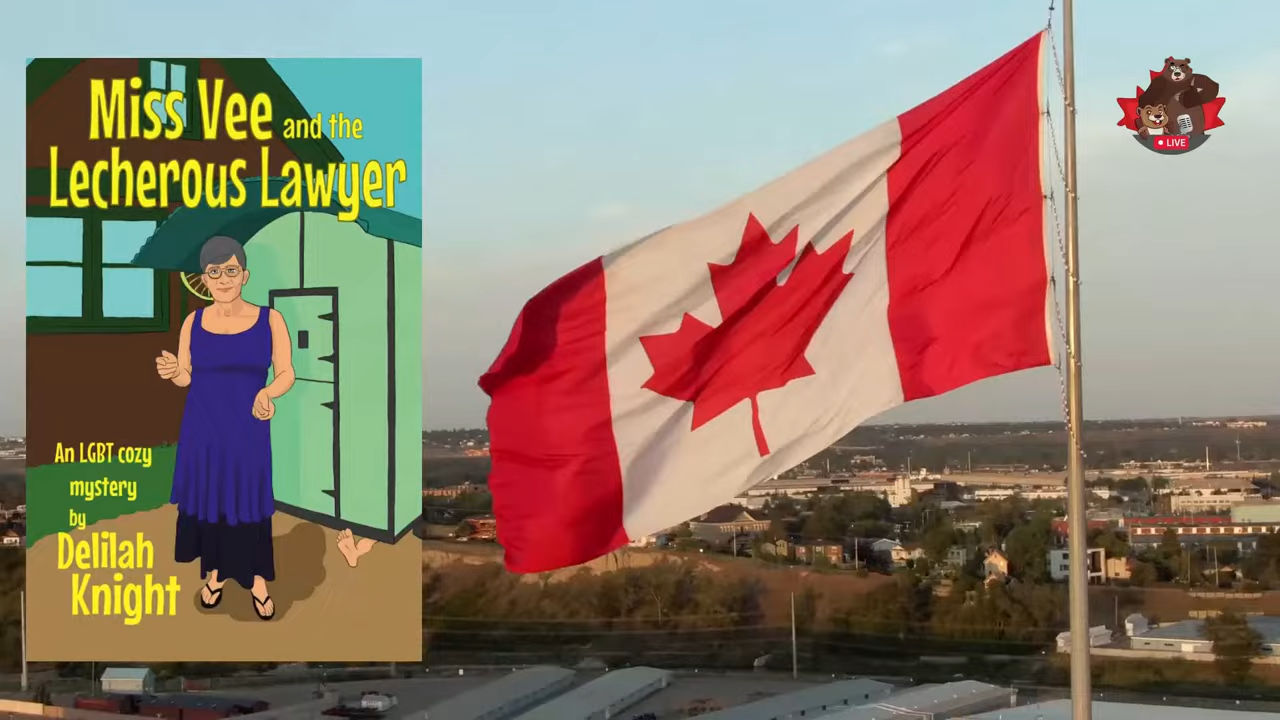 Miss Vee and the
Lecherous Lawyer
An LGBT cozy
mystery
by
Delilah
Knight
LIVE